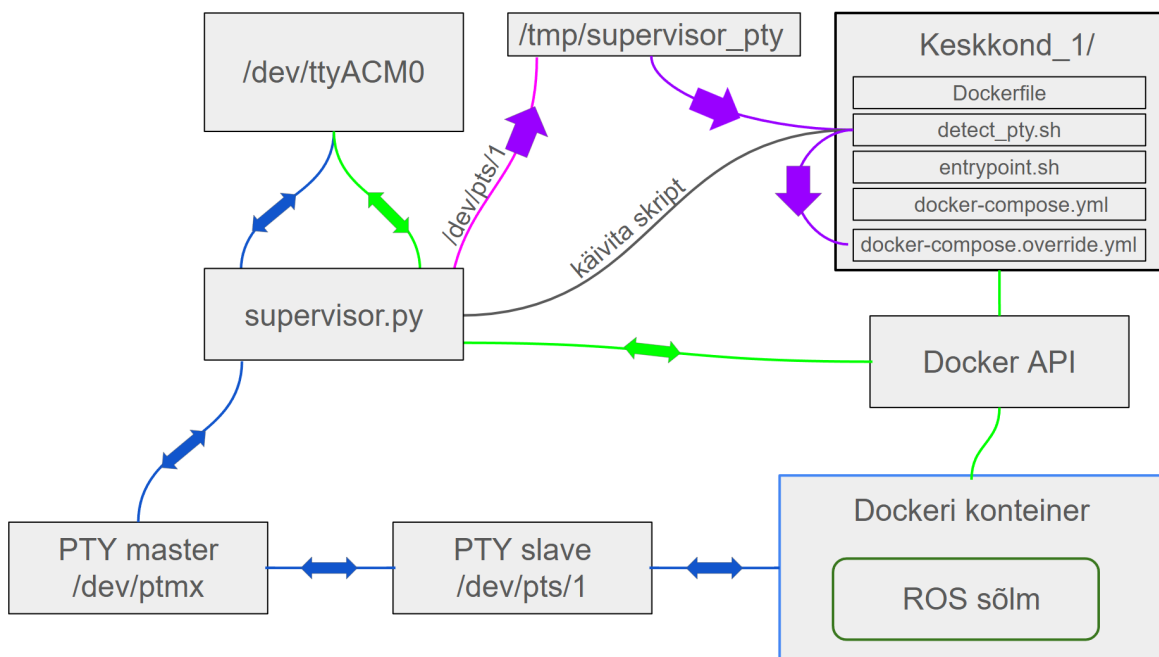 /dev/ttyACM0
/tmp/supervisor_pty
Keskkond_1/
Dockerfile
detect_pty.sh
entrypoint.sh
docker-compose.yml
docker-compose.override.yml
/dev/pts/1
käivita skript
supervisor.py
Docker API
PTY master
/dev/ptmx
PTY slave
/dev/pts/1
Dockeri konteiner
ROS sõlm